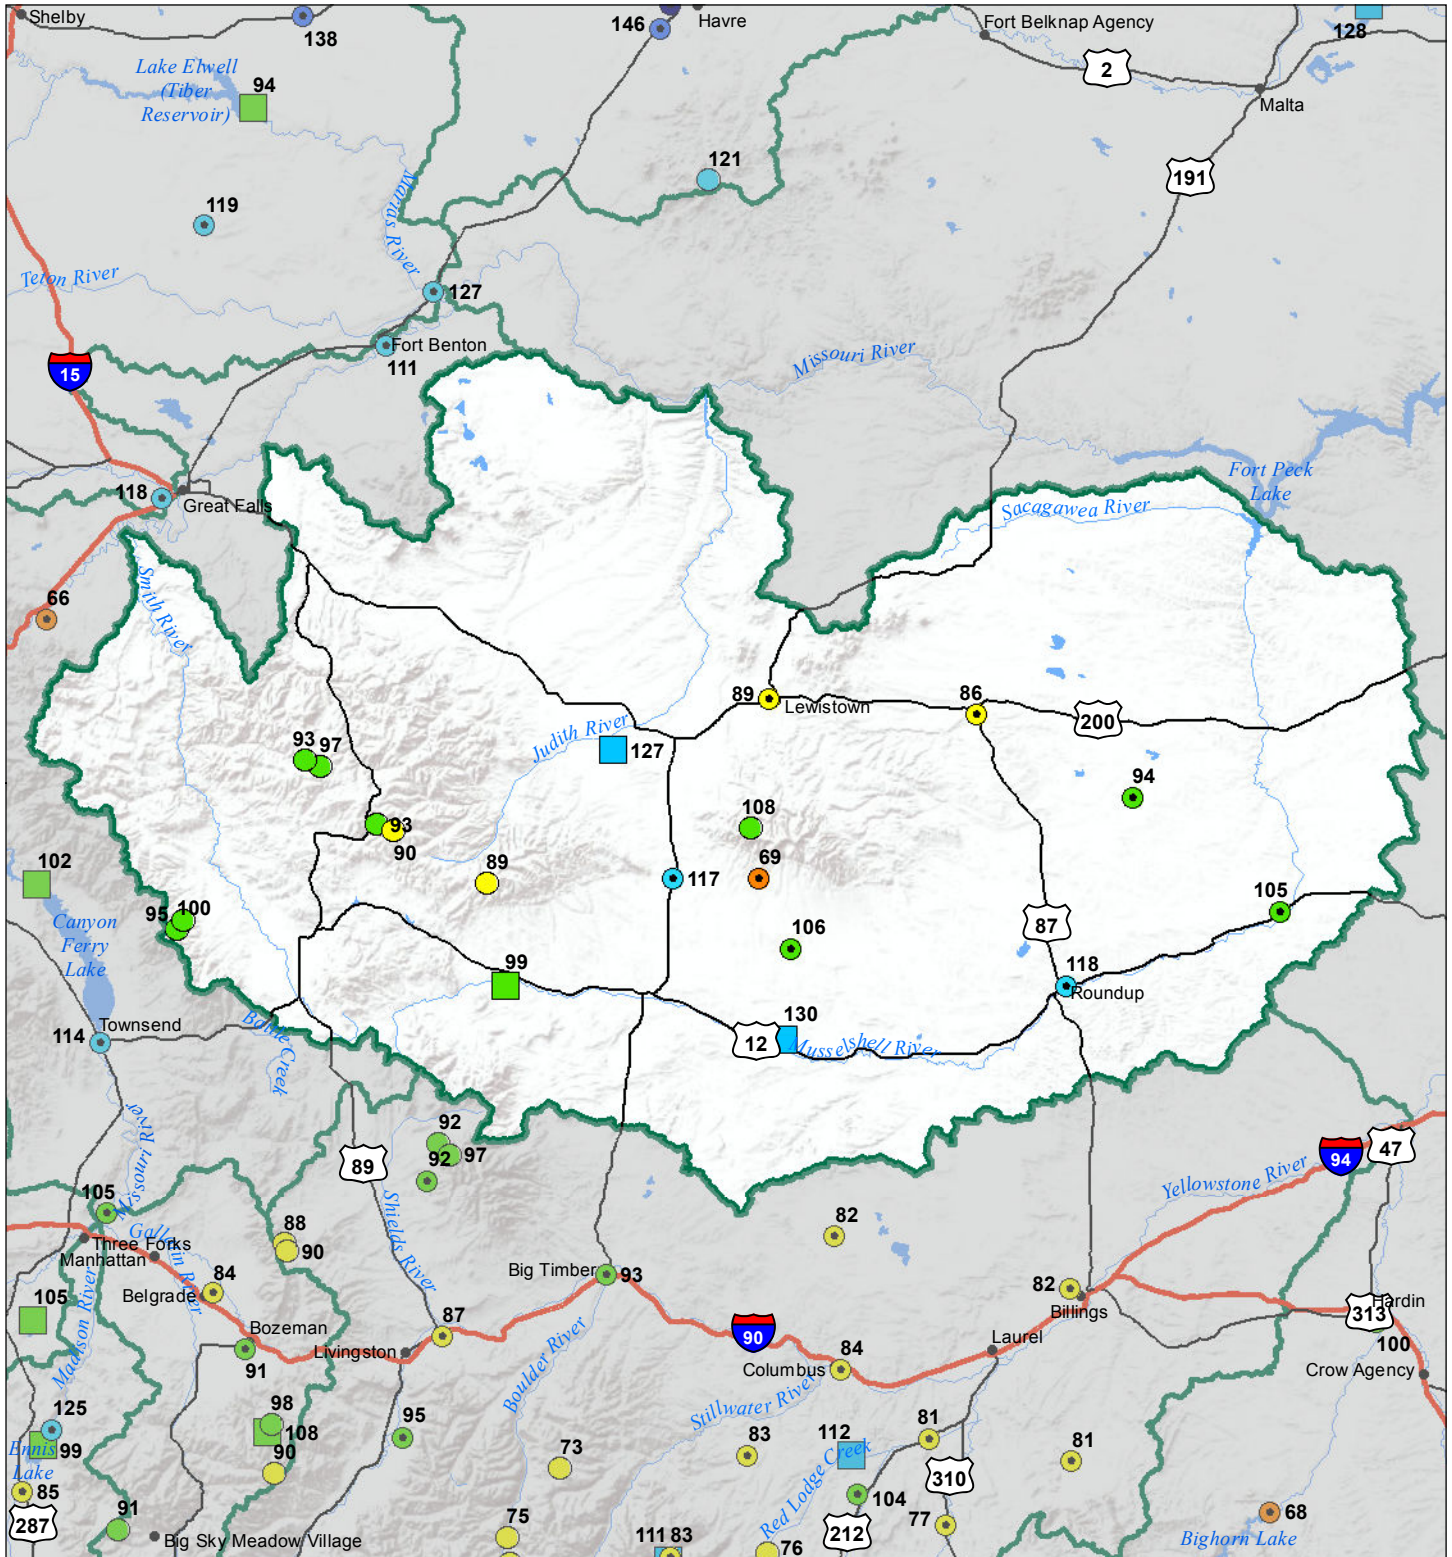 Shelby
138
146
Havre
Fort Belknap Agency
128
2
Malta
Lake Elwell
(Tiber
Reservoir)
94
121
191
119
Marias River
Teton River
127
Fort Benton
111
15
Missouri River
Fort Peck
Lake
118
Great Falls
Sacagawea River
Smith River
66
89
Lewistown
86
200
Judith River
127
93
97
94
108
93
90
89
117
69
102
95
100
105
Canyon
Ferry
Lake
106
87
99
118
Roundup
Townsend
114
Battle Creek
130
12
Musselshell River
Missouri River
92
97
92
89
94
47
Yellowstone River
105
Shields River
Three Forks
Manhattan
Gallatin River
88
90
82
Big Timber
93
84
Belgrade
82
Billings
105
Madison River
Bozeman
87
Hardin
313
100
91
Livingston
Boulder River
90
Laurel
84
Columbus
Crow Agency
125
98
108
95
Stillwater River
81
99
90
73
83
112
81
Ennis
Lake
Red Lodge Creek
310
85
104
287
91
Big Sky Meadow Village
75
111
83
76
212
77
68
Bighorn Lake